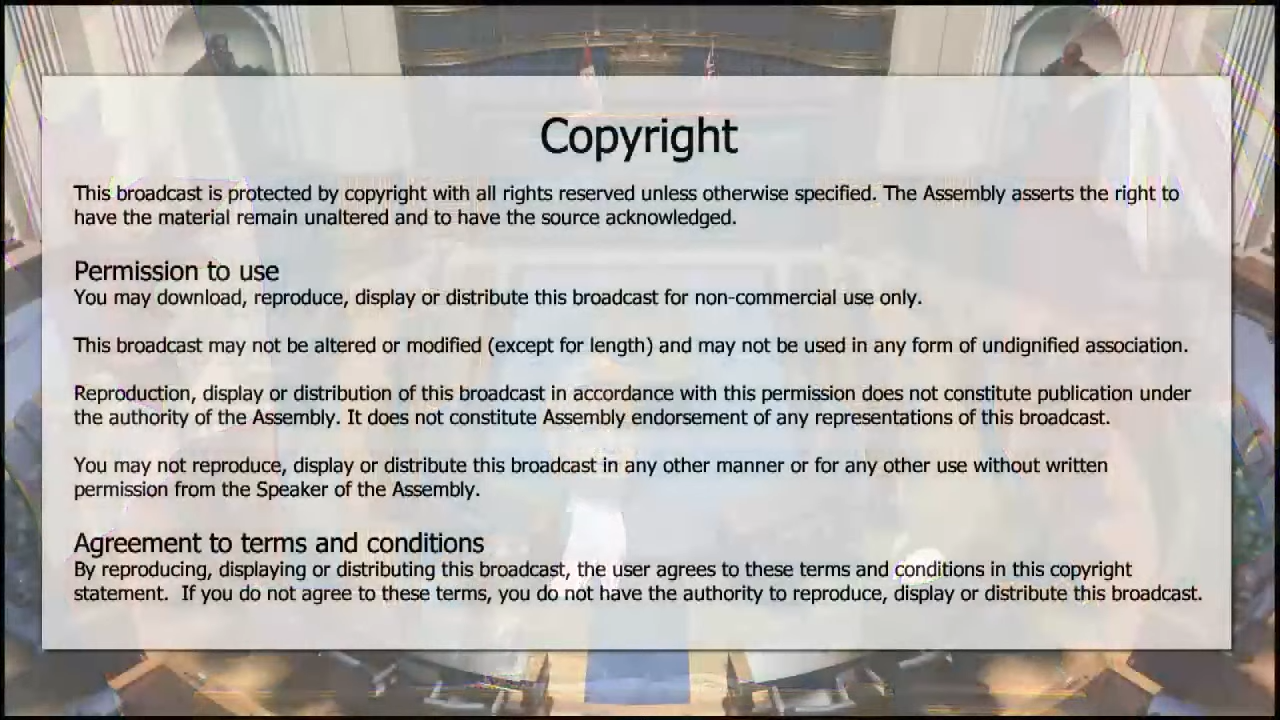 Copyright
This broadcast is protected by copyright with all rights reserved unless otherwise specified. The Assembly asserts the right to
have the material remain unaltered and to have the source acknowledged.
Permission to use
You may download, reproduce, display or distribute this broadcast for non-commercial use only.
This broadcast may not be altered or modified (except for length) and may not be used in any form of undignified association.
Reproduction, display or distribution of this broadcast in accordance with this permission does not constitute publication under
the authority of the Assembly. It does not constitute Assembly endorsement of any representations of this broadcast.
You may not reproduce, display or distribute this broadcast in any other manner or for any other use without written
permission from the Speaker of the Assembly.
Agreement to terms and conditions
By reproducing, displaying or distributing this broadcast, the user agrees to these terms and conditions in this copyright
statement.  If you do not agree to these terms, you do not have the authority to reproduce, display or distribute this broadcast.